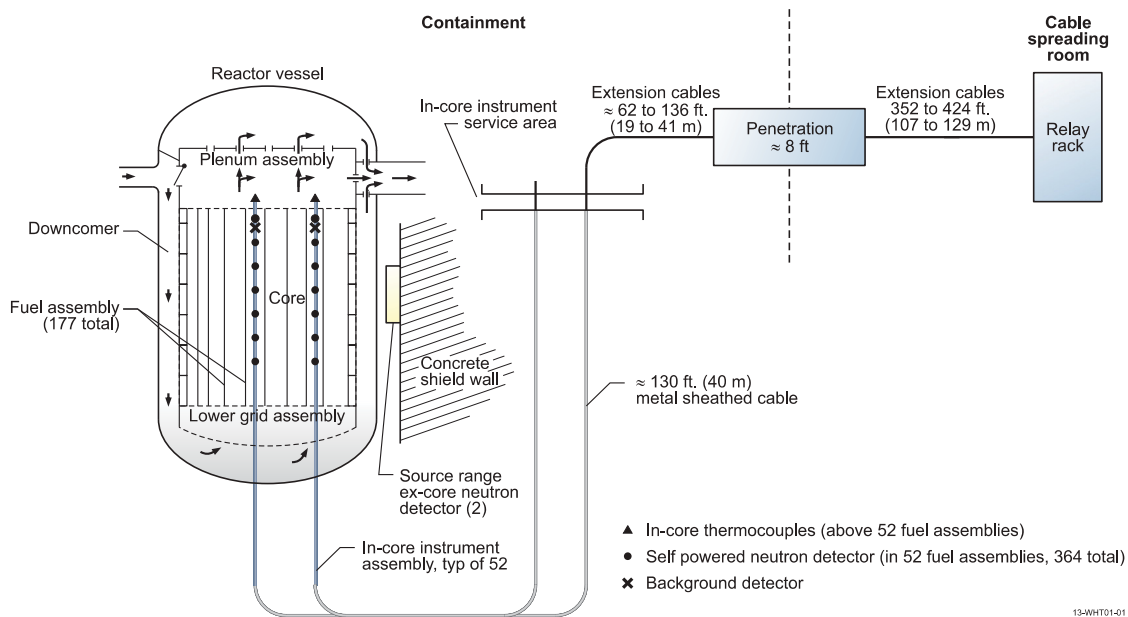 Containment
Cable
spreading
room
Reactor vessel
In-core instrument
service area
Extension cables
≈ 62 to 136 ft.
(19 to 41 m)
Penetration
≈ 8 ft
Extension cables
352 to 424 ft.
(107 to 129 m)
Relay
rack
Plenum assembly
Downcomer
Core
Fuel assembly
(177 total)
Concrete
shield wall
≈ 130 ft. (40 m)
metal sheathed cable
Lower grid assembly
Source range
ex-core neutron
detector (2)
In-core instrument
assembly, typ of 52
In-core thermocouples (above 52 fuel assemblies)
Self powered neutron detector (in 52 fuel assemblies, 364 total)
Background detector
13-WHT01-01